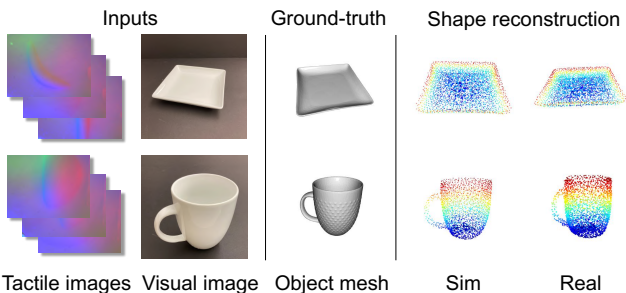 Inputs
Ground-truth
Shape reconstruction
Tactile images
Visual image
Object mesh
Sim
Real